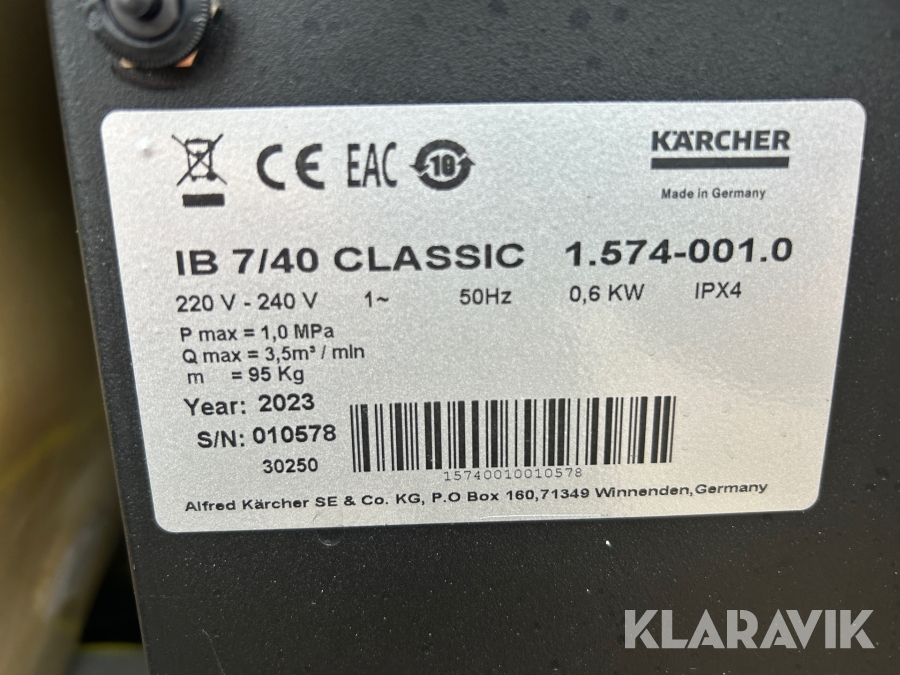 CE EAC 10
KÄRCHER
Made in Germany
IB 7/40 CLASSIC 1.574-001.0
220 V - 240 V 1~ 50Hz 0,6 KW IPX4
P max = 1,0 MPa
Q max = 3,5m³ / min
m = 95 Kg
Year: 2023
S/N: 010578
30250
15740010010578
Alfred Kärcher SE & Co. KG, P.O Box 160,71349 Winnenden,Germany
KLARAVIK